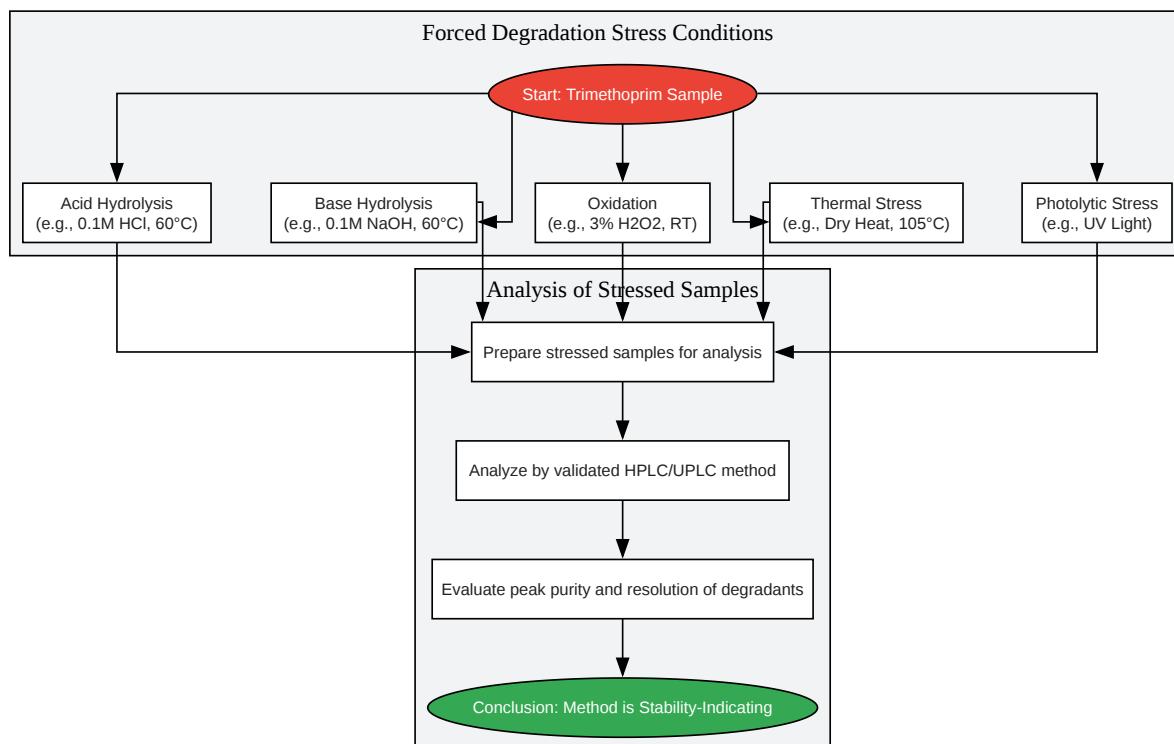 Forced Degradation Stress Conditions
Start: Trimethoprim Sample
Acid Hydrolysis
(e.g., 0.1M HCl, 60°C)
Base Hydrolysis
(e.g., 0.1M NaOH, 60°C)
Oxidation
(e.g., 3% H2O2, RT)
Thermal Stress
(e.g., Dry Heat, 105°C)
Photolytic Stress
(e.g., UV Light)
Analysis of Stressed Samples
Prepare stressed samples for analysis
Analyze by validated HPLC/UPLC method
Evaluate peak purity and resolution of degradants
Conclusion: Method is Stability-Indicating